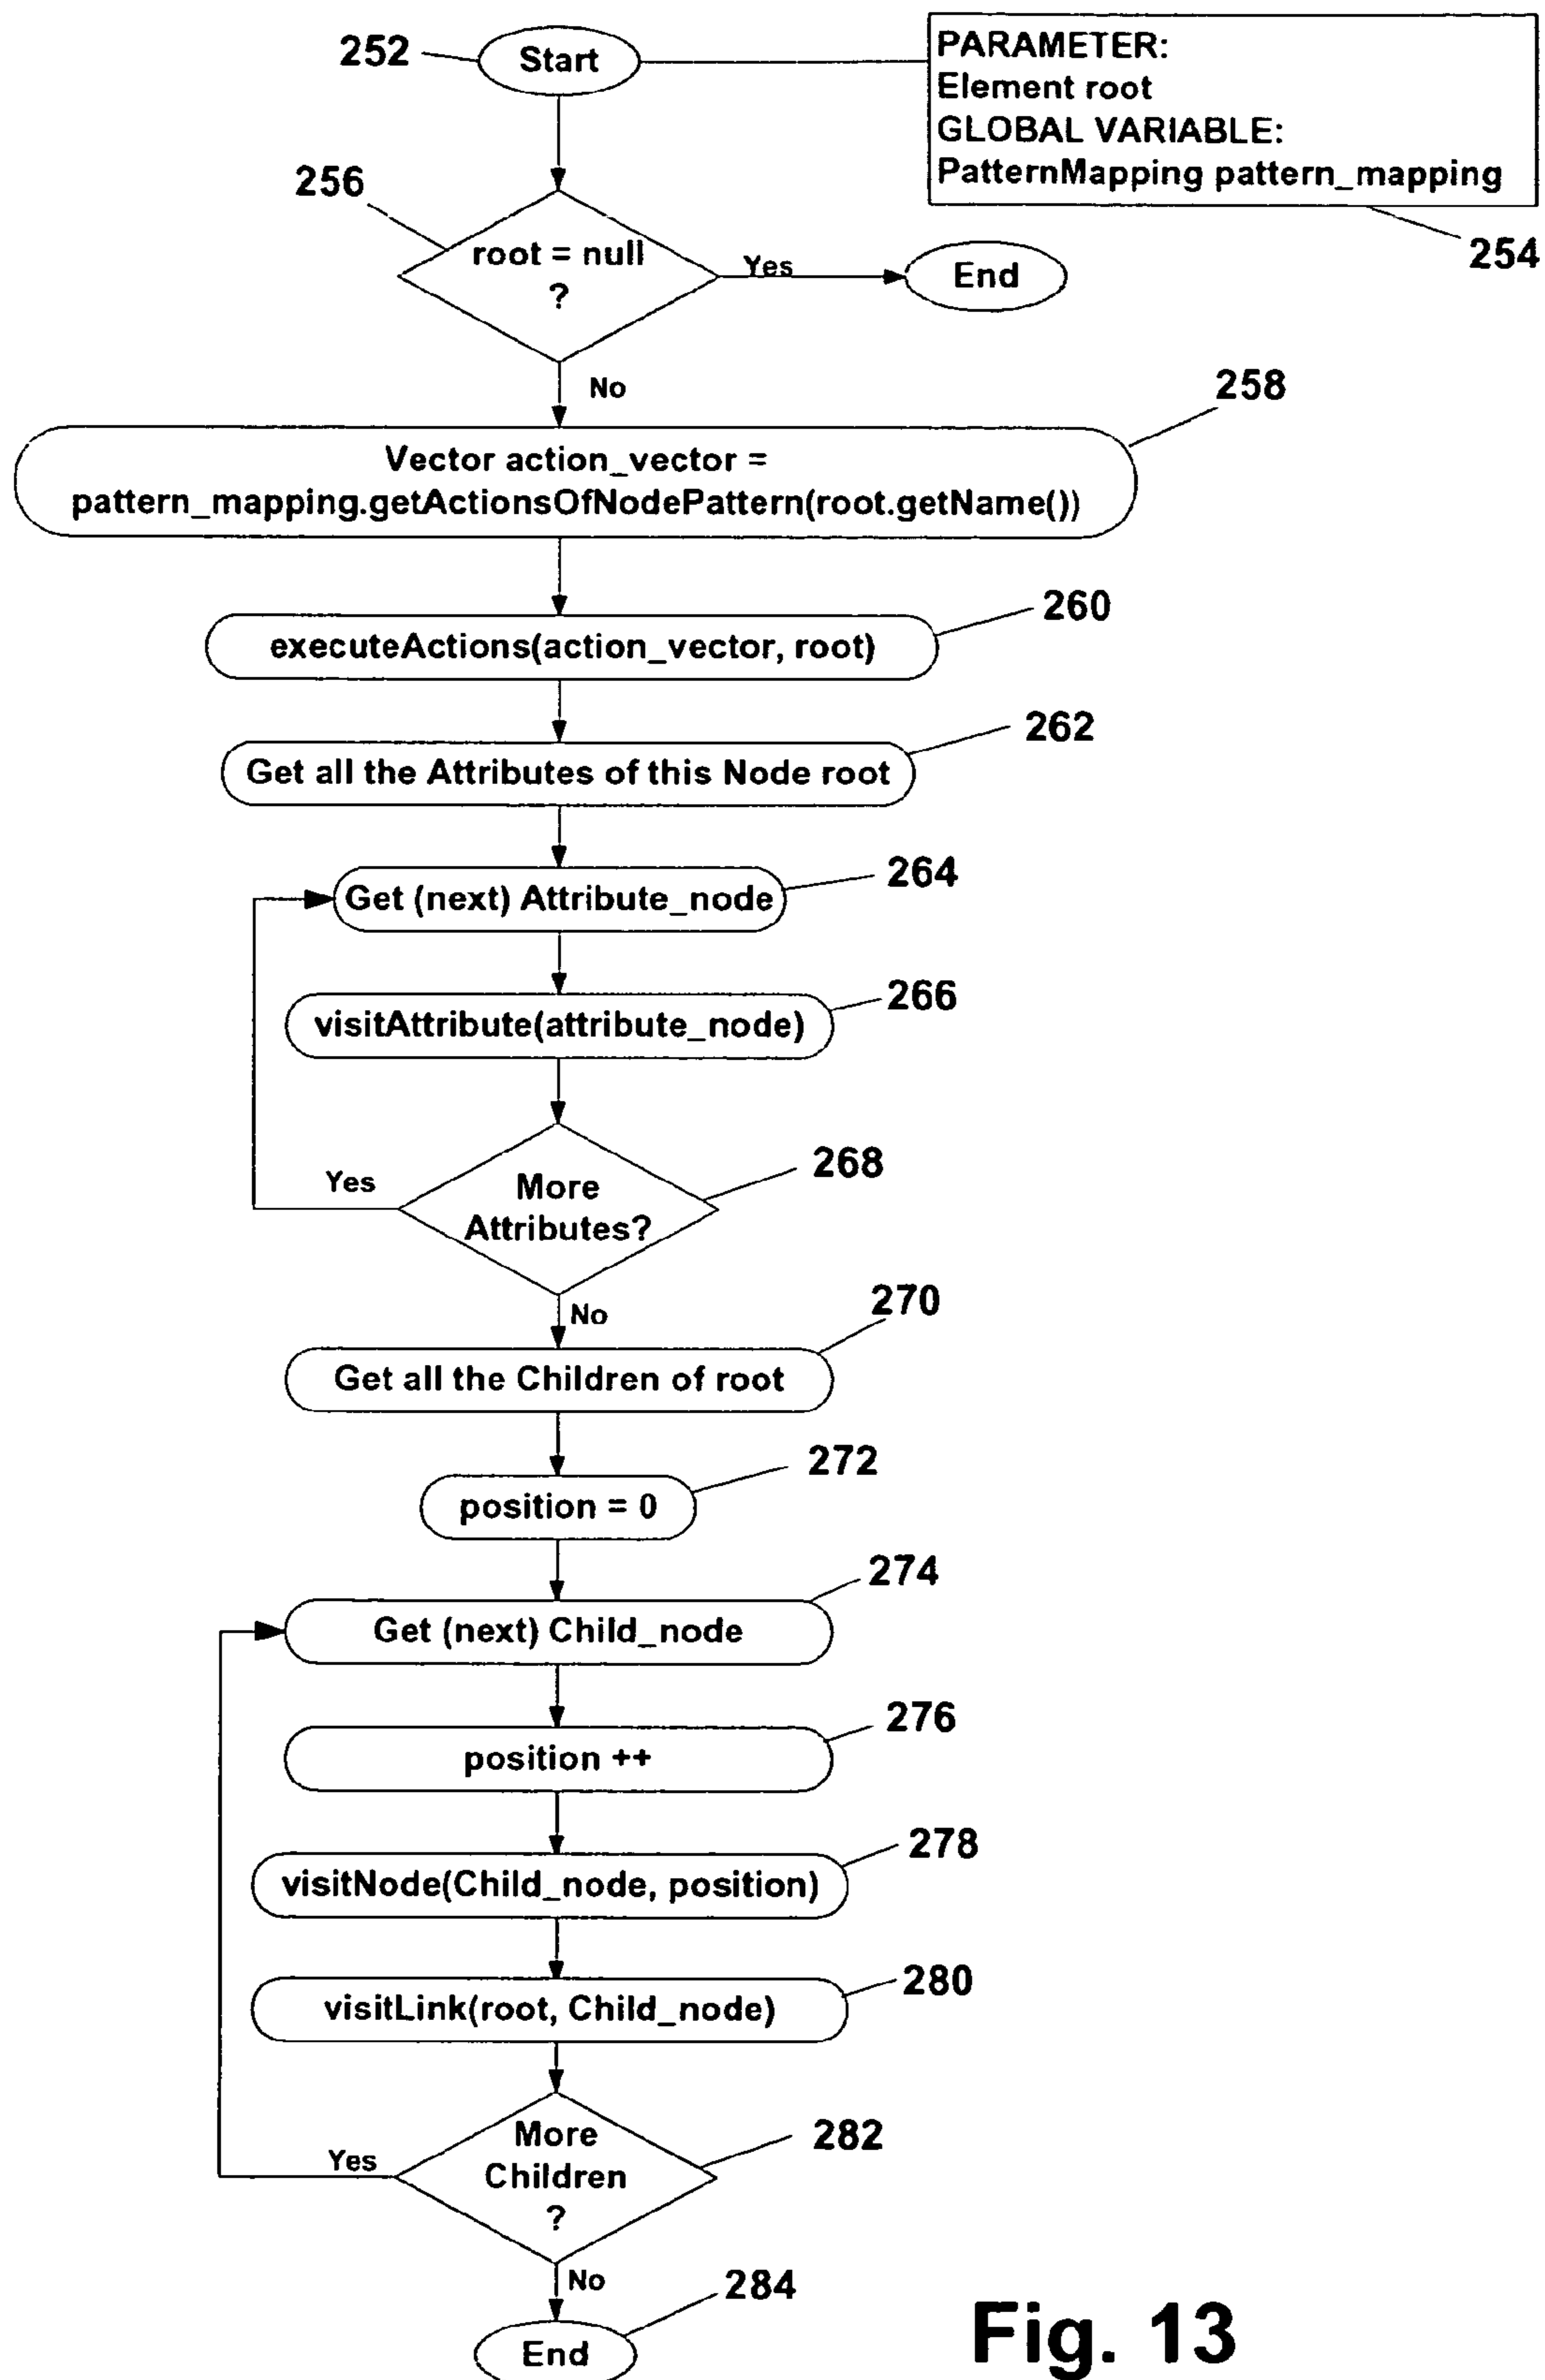 252
Start
PARAMETER:
Element root
GLOBAL VARIABLE:
PatternMapping pattern_mapping
254
256
root = null
?
Yes
End
No
258
Vector action_vector =
pattern_mapping.getActionsOfNodePattern(root.getName())
260
executeActions(action_vector, root)
262
Get all the Attributes of this Node root
264
Get (next) Attribute_node
266
visitAttribute(attribute_node)
268
Yes
More
Attributes?
No
270
Get all the Children of root
272
position = 0
274
Get (next) Child_node
276
position ++
278
visitNode(Child_node, position)
280
visitLink(root, Child_node)
282
Yes
More
Children
?
No
284
End
Fig. 13